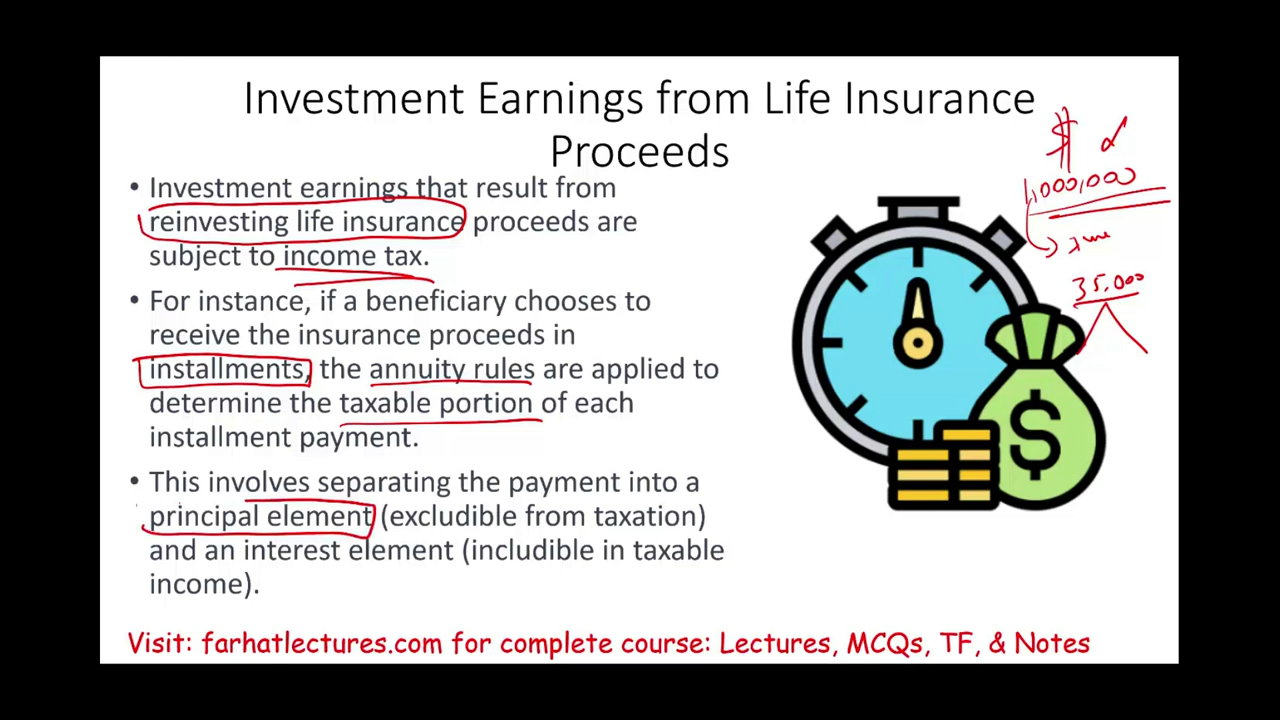 Investment Earnings from Life Insurance
Proceeds
• Investment earnings that result from
reinvesting life insurance proceeds are
subject to income tax.
• For instance, if a beneficiary chooses to
receive the insurance proceeds in
installments, the annuity rules are applied to
determine the taxable portion of each
installment payment.
• This involves separating the payment into a
principal element (excludible from taxation)
and an interest element (includible in taxable
income).
$
1,000,000
35,000
$
Visit: farhatlectures.com for complete course: Lectures, MCQs, TF, & Notes